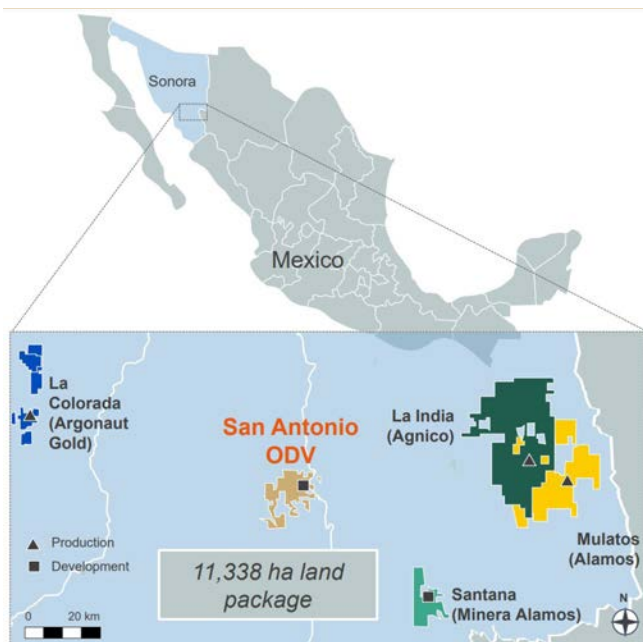 Sonora
Mexico
La
Colorada
(Argonaut
Gold)
San Antonio
ODV
La India
(Agnico)
Mulatos
(Alamos)
Production
Development
11,338 ha land
package
Santana
(Minera Alamos)
N
0 20 km